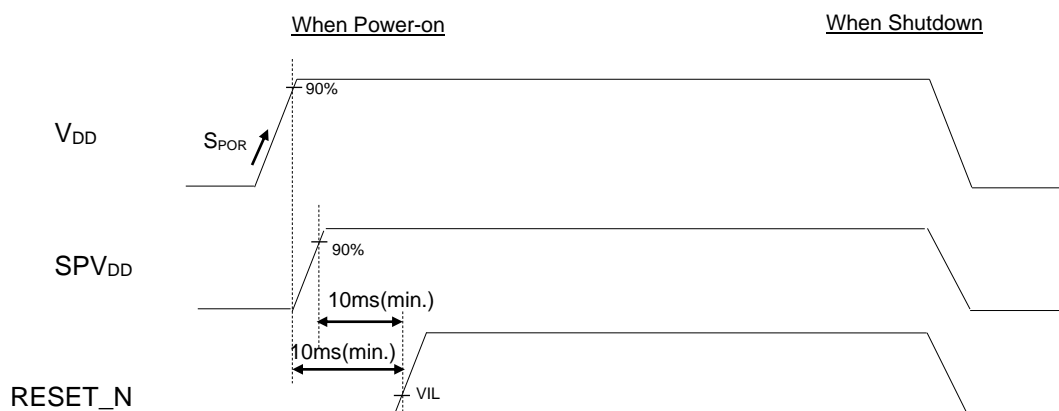 When Power-on
When Shutdown
90%
VDD
SPOR
90%
SPVDD
10ms(min.)
10ms(min.)
VIL
RESET_N